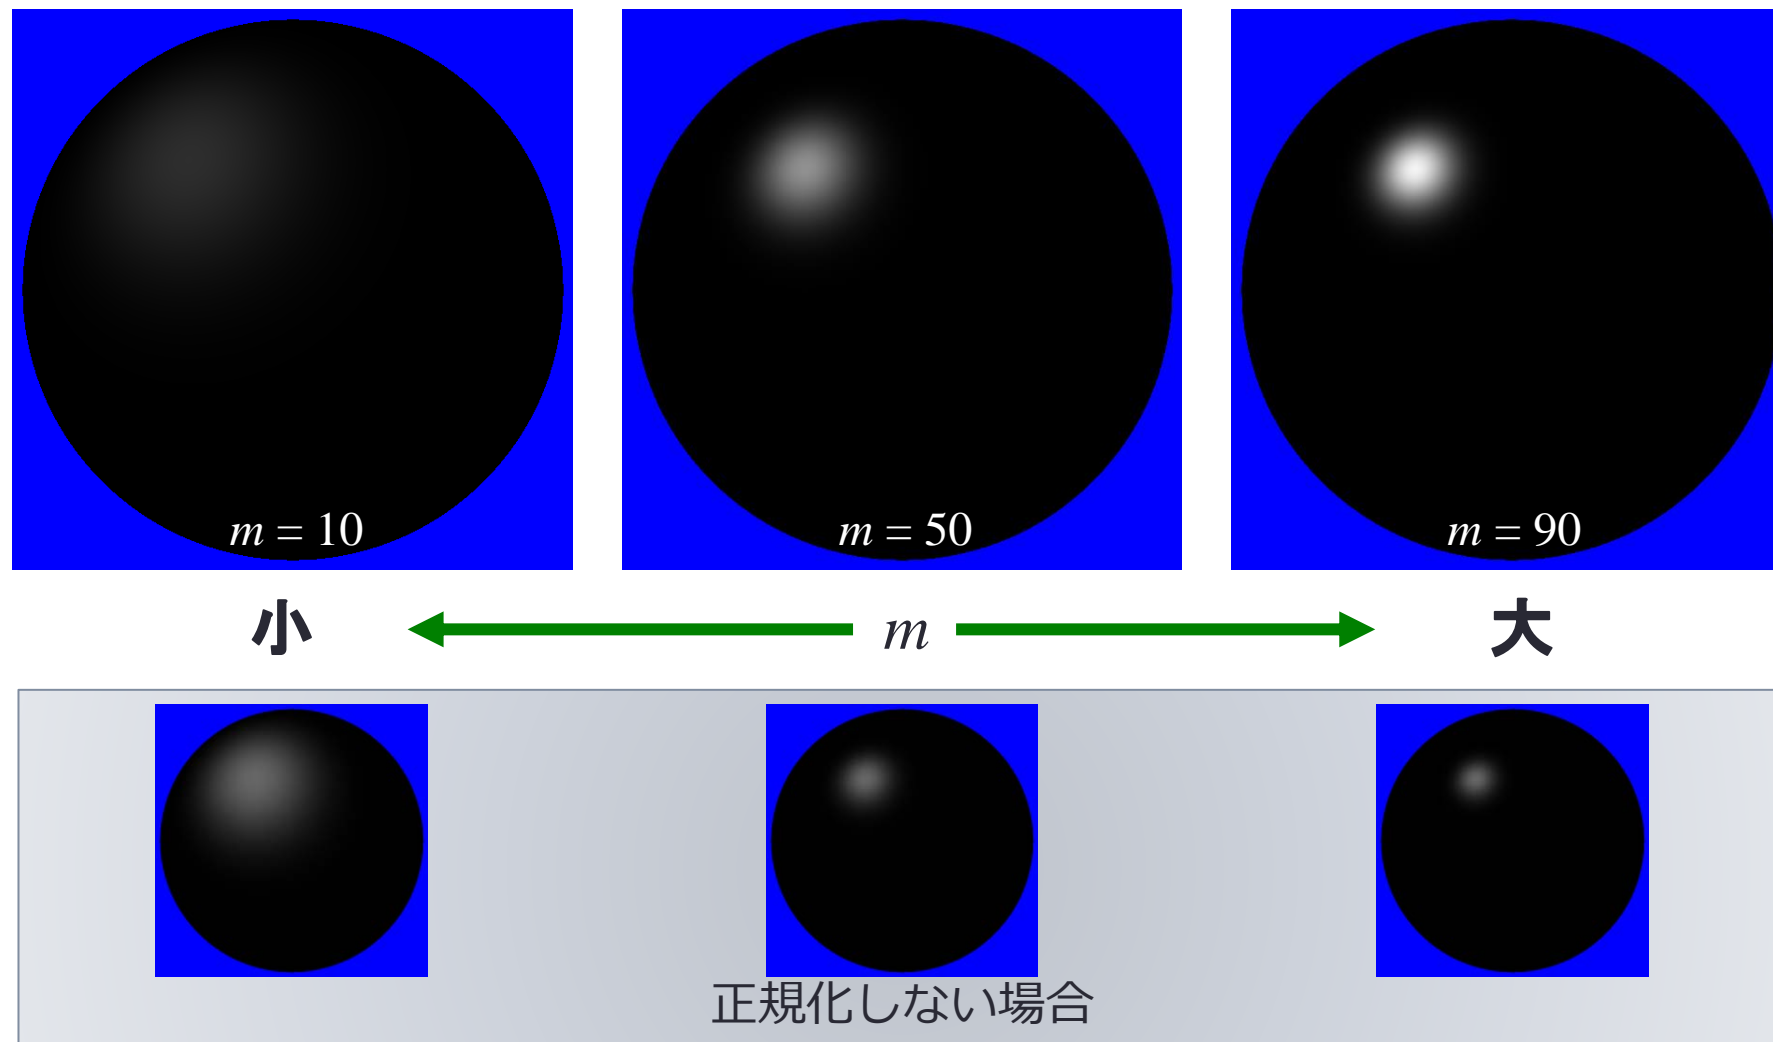 m = 10
m = 50
m = 90
小 m 大
正規化しない場合